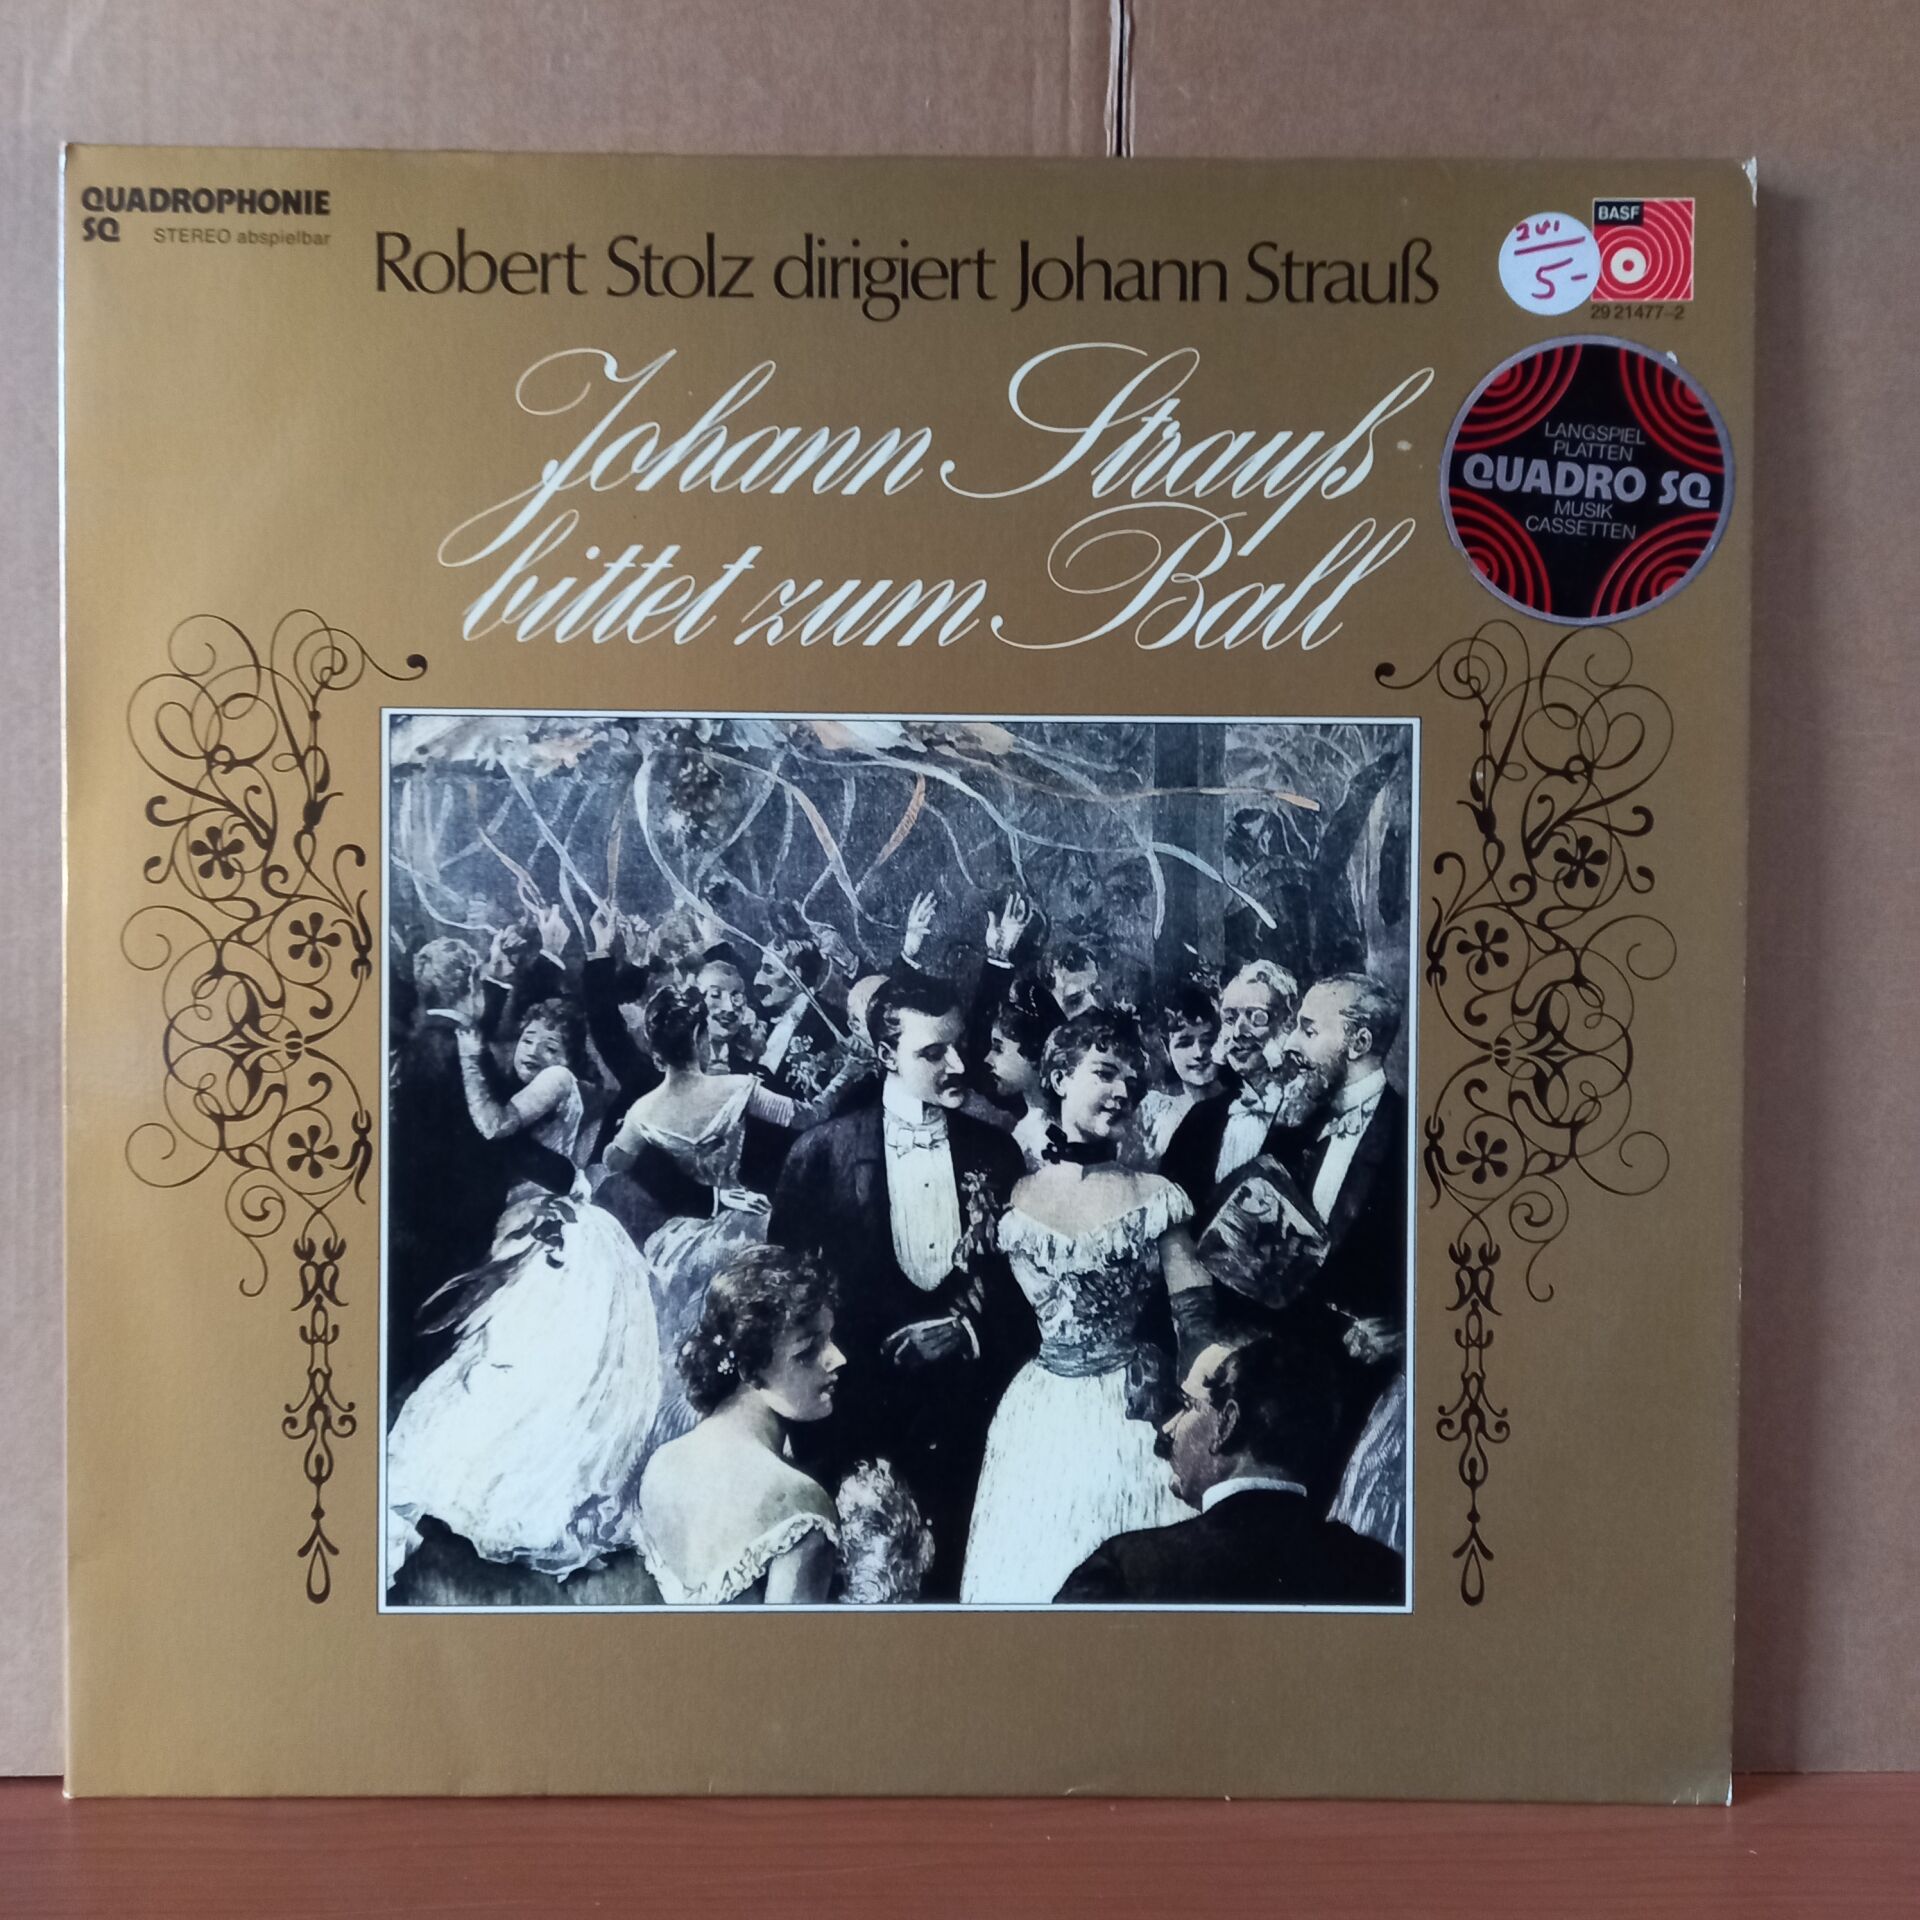 QUADROPHONIE
SQ STEREO abspielbar
Robert Stolz dirigiert Johann Strauß
BASF
5-
29 21477-2
Johann Strauß
bittet zum Ball
LANGSPIEL
PLATTEN
QUADRO SQ
MUSIK
CASSETTEN